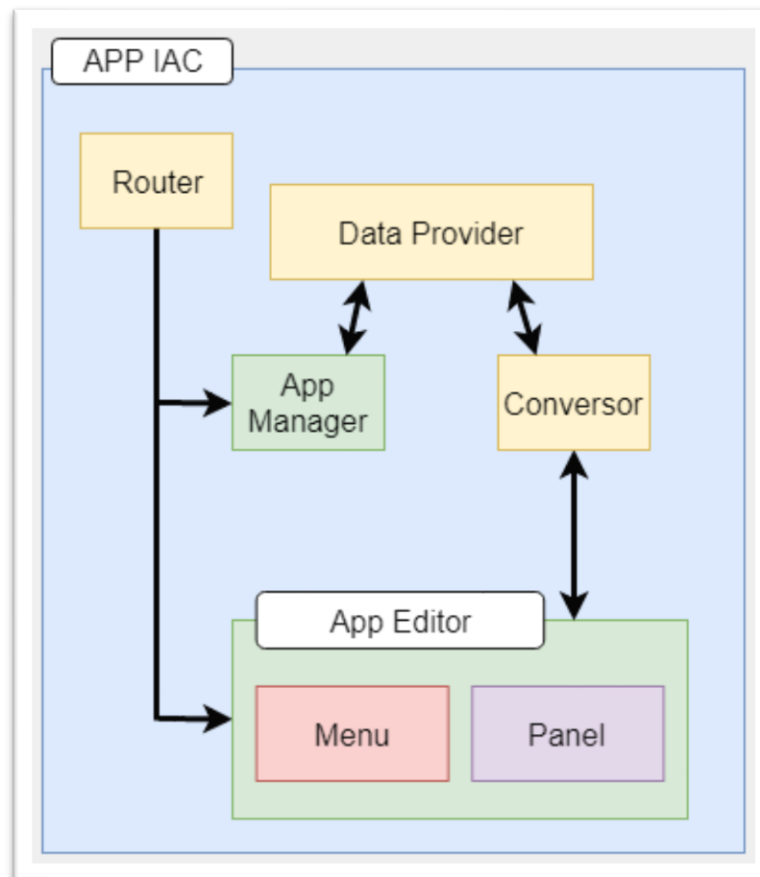 APP IAC
Router
Data Provider
App
Manager
Conversor
App Editor
Menu
Panel